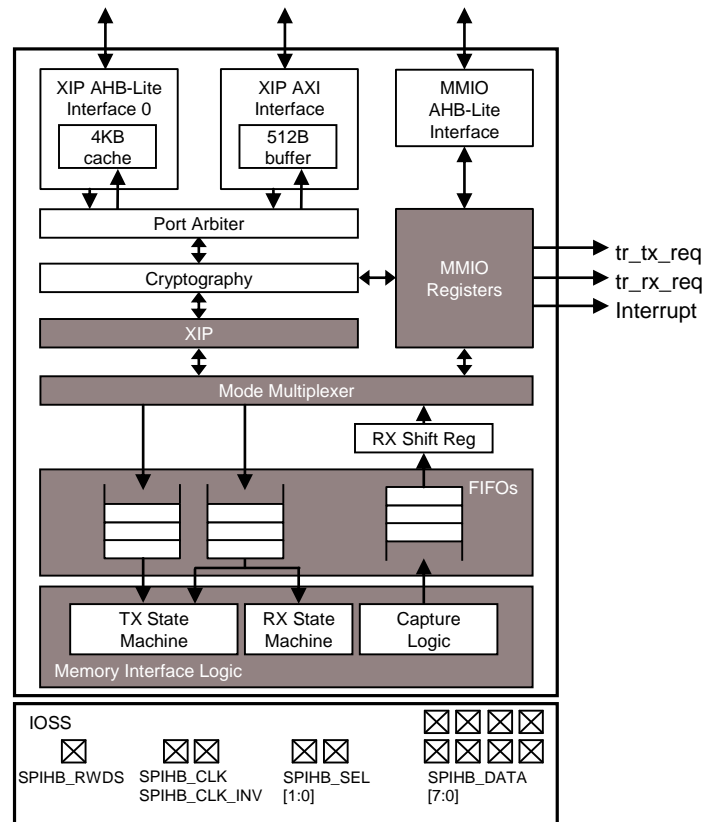 XIP AHB-Lite
Interface 0
4KB
cache
XIP AXI
Interface
512B
buffer
MMIO
AHB-Lite
Interface
Port Arbiter
Cryptography
MMIO
Registers
tr_tx_req
tr_rx_req
Interrupt
XIP
Mode Multiplexer
RX Shift Reg
FIFOs
TX State
Machine
RX State
Machine
Capture
Logic
Memory Interface Logic
IOSS
SPIHB_RWDS
SPIHB_CLK
SPIHB_CLK_INV
SPIHB_SEL
[1:0]
SPIHB_DATA
[7:0]